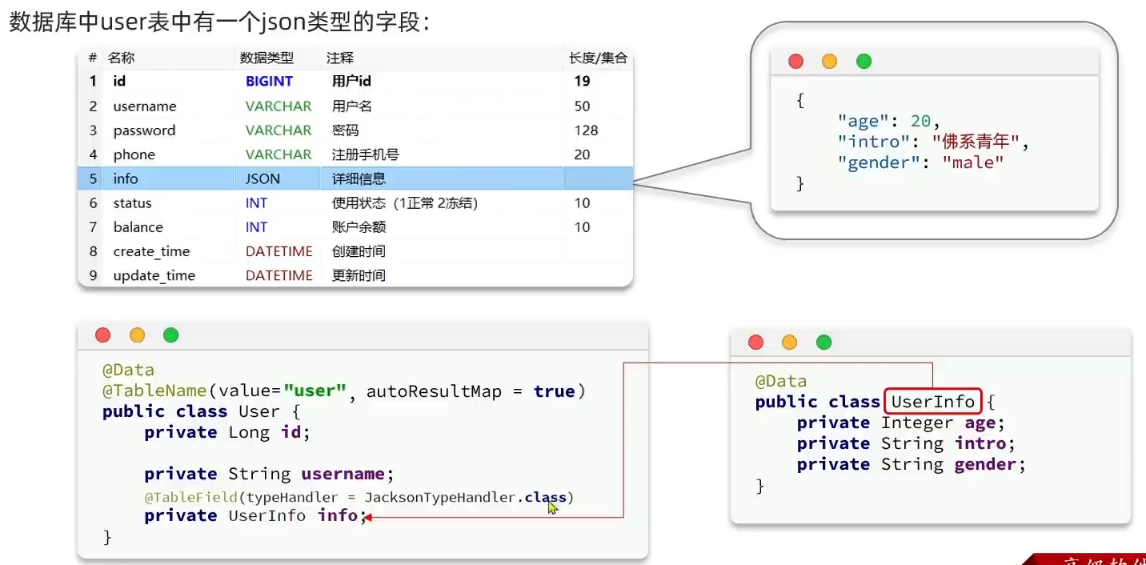 数据库中user表中有一个json类型的字段：
# 名称 数据类型 注释 长度/集合
1 id BIGINT 用户id 19
2 username VARCHAR 用户名 50
3 password VARCHAR 密码 128
4 phone VARCHAR 注册手机号 20
5 info JSON 详细信息
6 status INT 使用状态（1正常 2冻结） 10
7 balance INT 账户余额 10
8 create_time DATETIME 创建时间
9 update_time DATETIME 更新时间
{
"age": 20,
"intro": "佛系青年",
"gender": "male"
}
@Data
@TableName(value="user", autoResultMap = true)
public class User {
private Long id;
private String username;
@TableField(typeHandler = JacksonTypeHandler.class)
private UserInfo info;
}
@Data
public class UserInfo {
private Integer age;
private String intro;
private String gender;
}